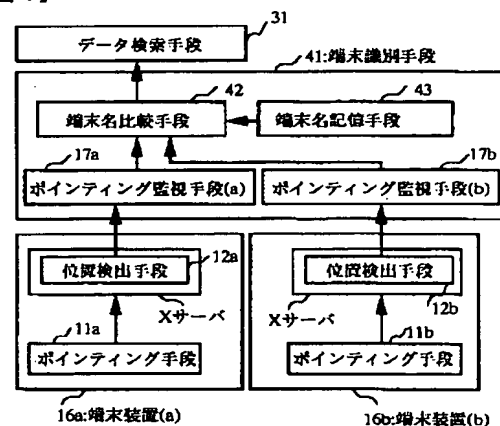 31
データ検索手段
41:端末識別手段
42
43
端末名比較手段
端末名記憶手段
17a
17b
ポインティング監視手段(a)
ポインティング監視手段(b)
位置検出手段
12a
位置検出手段
12b
Xサーバ
Xサーバ
11a
11b
ポインティング手段
ポインティング手段
16a:端末装置(a)
16b:端末装置(b)